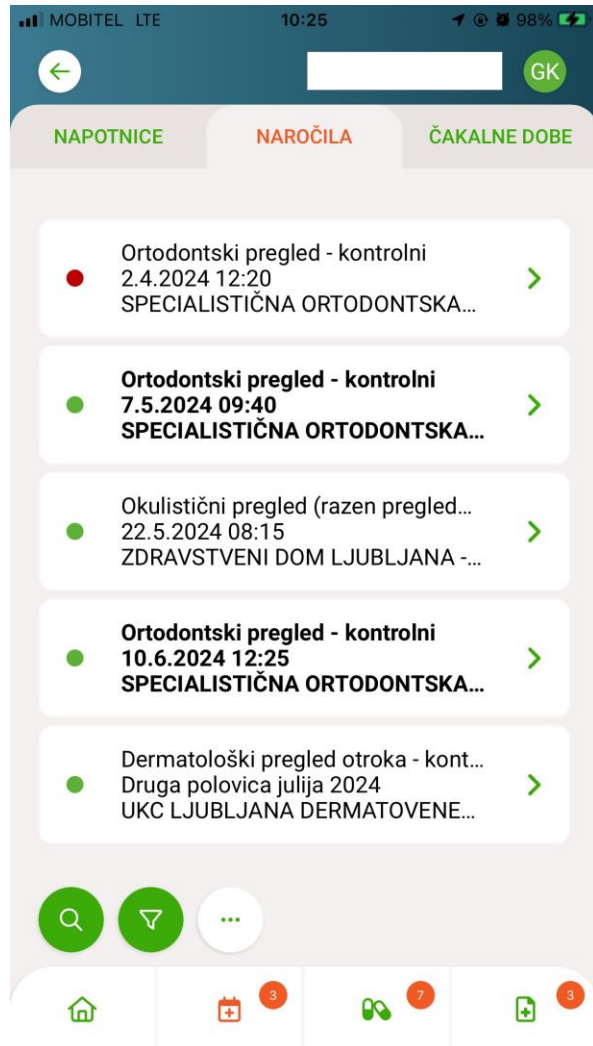 MOBITEL LTE 10:25 98%
GK
NAPOTNICE NAROČILA ČAKALNE DOBE
Ortodontski pregled - kontrolni
2.4.2024 12:20
SPECIALISTIČNA ORTODONTSKA...
Ortodontski pregled - kontrolni
7.5.2024 09:40
SPECIALISTIČNA ORTODONTSKA...
Okulistični pregled (razen pregled...
22.5.2024 08:15
ZDRAVSTVENI DOM LJUBLJANA -...
Ortodontski pregled - kontrolni
10.6.2024 12:25
SPECIALISTIČNA ORTODONTSKA...
Dermatološki pregled otroka - kont...
Druga polovica julija 2024
UKC LJUBLJANA DERMATOVENE...
3 7 3